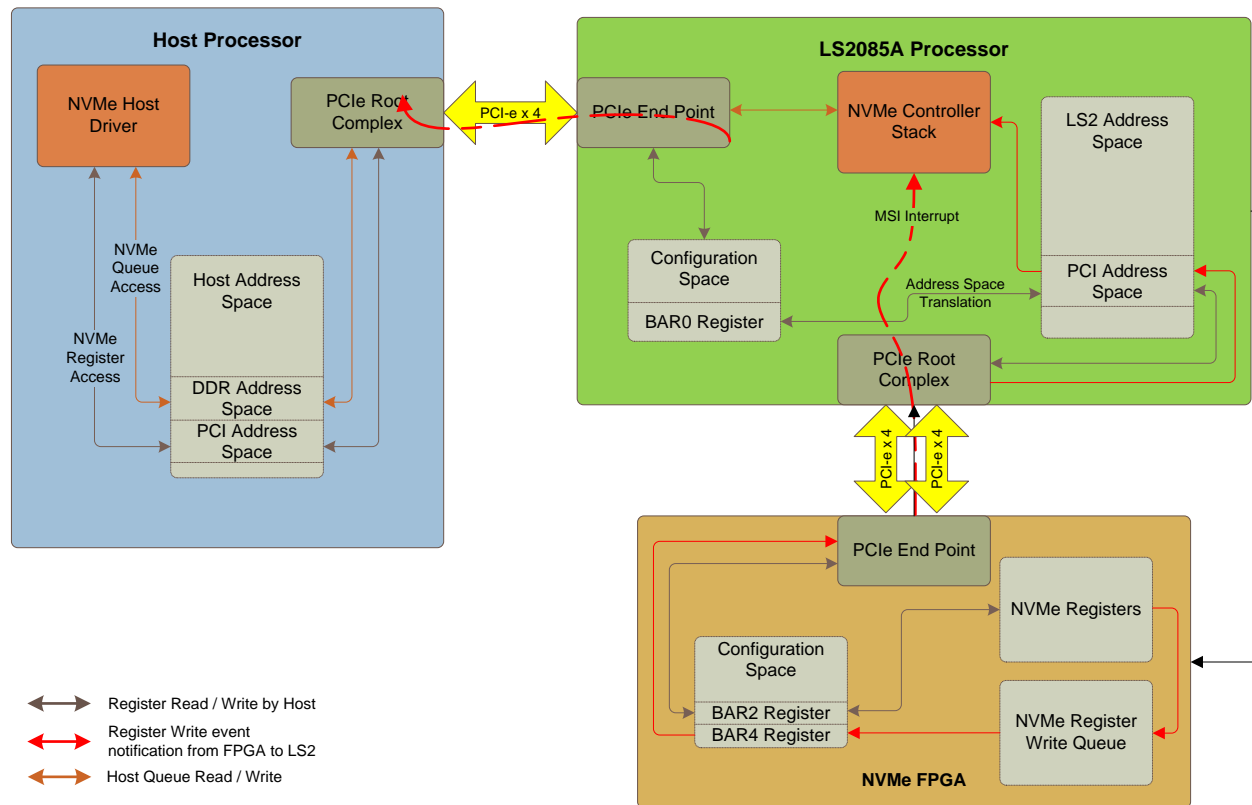 Host Processor
NVMe Host
Driver
PCIe Root
Complex
PCI-e x 4
NVMe
Queue
Access
NVMe
Register
Access
Host Address
Space
DDR Address
Space
PCI Address
Space
LS2085A Processor
PCIe End Point
NVMe Controller
Stack
LS2 Address
Space
MSI Interrupt
Configuration
Space
BAR0 Register
Address Space
Translation
PCI Address
Space
PCIe Root
Complex
PCI-e x 4
PCI-e x 4
PCIe End Point
NVMe Registers
Configuration
Space
BAR2 Register
BAR4 Register
NVMe Register
Write Queue
NVMe FPGA
Register Read / Write by Host
Register Write event
notification from FPGA to LS2
Host Queue Read / Write